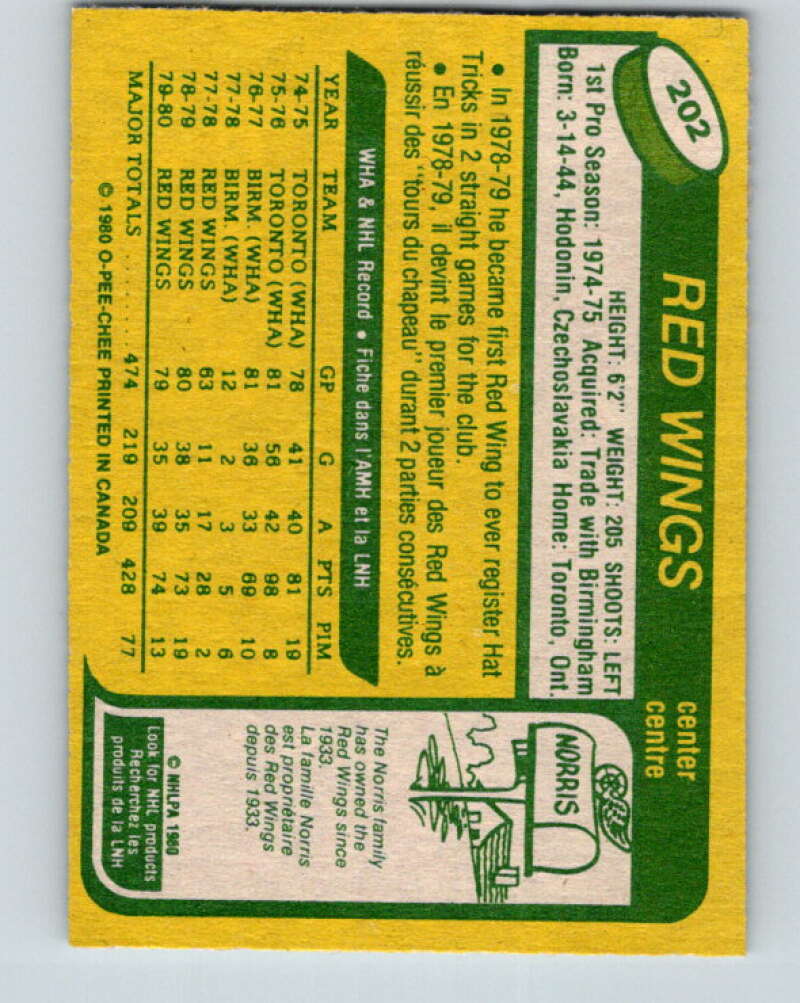 202
RED WINGS
center
centre
HEIGHT: 6'2" WEIGHT: 205 SHOOTS: LEFT
1st Pro Season: 1974-75 Acquired: Trade with Birmingham
Born: 3-14-44, Hodonin, Czechoslavakia Home: Toronto, Ont.
• In 1978-79 he became first Red Wing to ever register Hat
Tricks in 2 straight games for the club.
• En 1978-79, il devint le premier joueur des Red Wings à
réussir des "tours du chapeau" durant 2 parties consécutives.
WHA & NHL Record • Fiche dans l'AMH et la LNH
YEAR TEAM GP G A PTS PIM
74-75 TORONTO (WHA) 78 41 40 81 19
75-76 TORONTO (WHA) 81 56 42 98 8
76-77 BIRM. (WHA) 81 36 33 69 10
77-78 BIRM. (WHA) 12 2 3 5 6
77-78 RED WINGS 63 11 17 28 2
78-79 RED WINGS 80 38 35 73 19
79-80 RED WINGS 79 35 39 74 13
MAJOR TOTALS ........ 474 219 209 428 77
© 1980 O-PEE-CHEE PRINTED IN CANADA
NORRIS
The Norris family
has owned the
Red Wings since
1933.
La famille Norris
est propriétaire
des Red Wings
depuis 1933.
© NHLPA 1980
Look for NHL products
Recherchez les
produits de la LNH